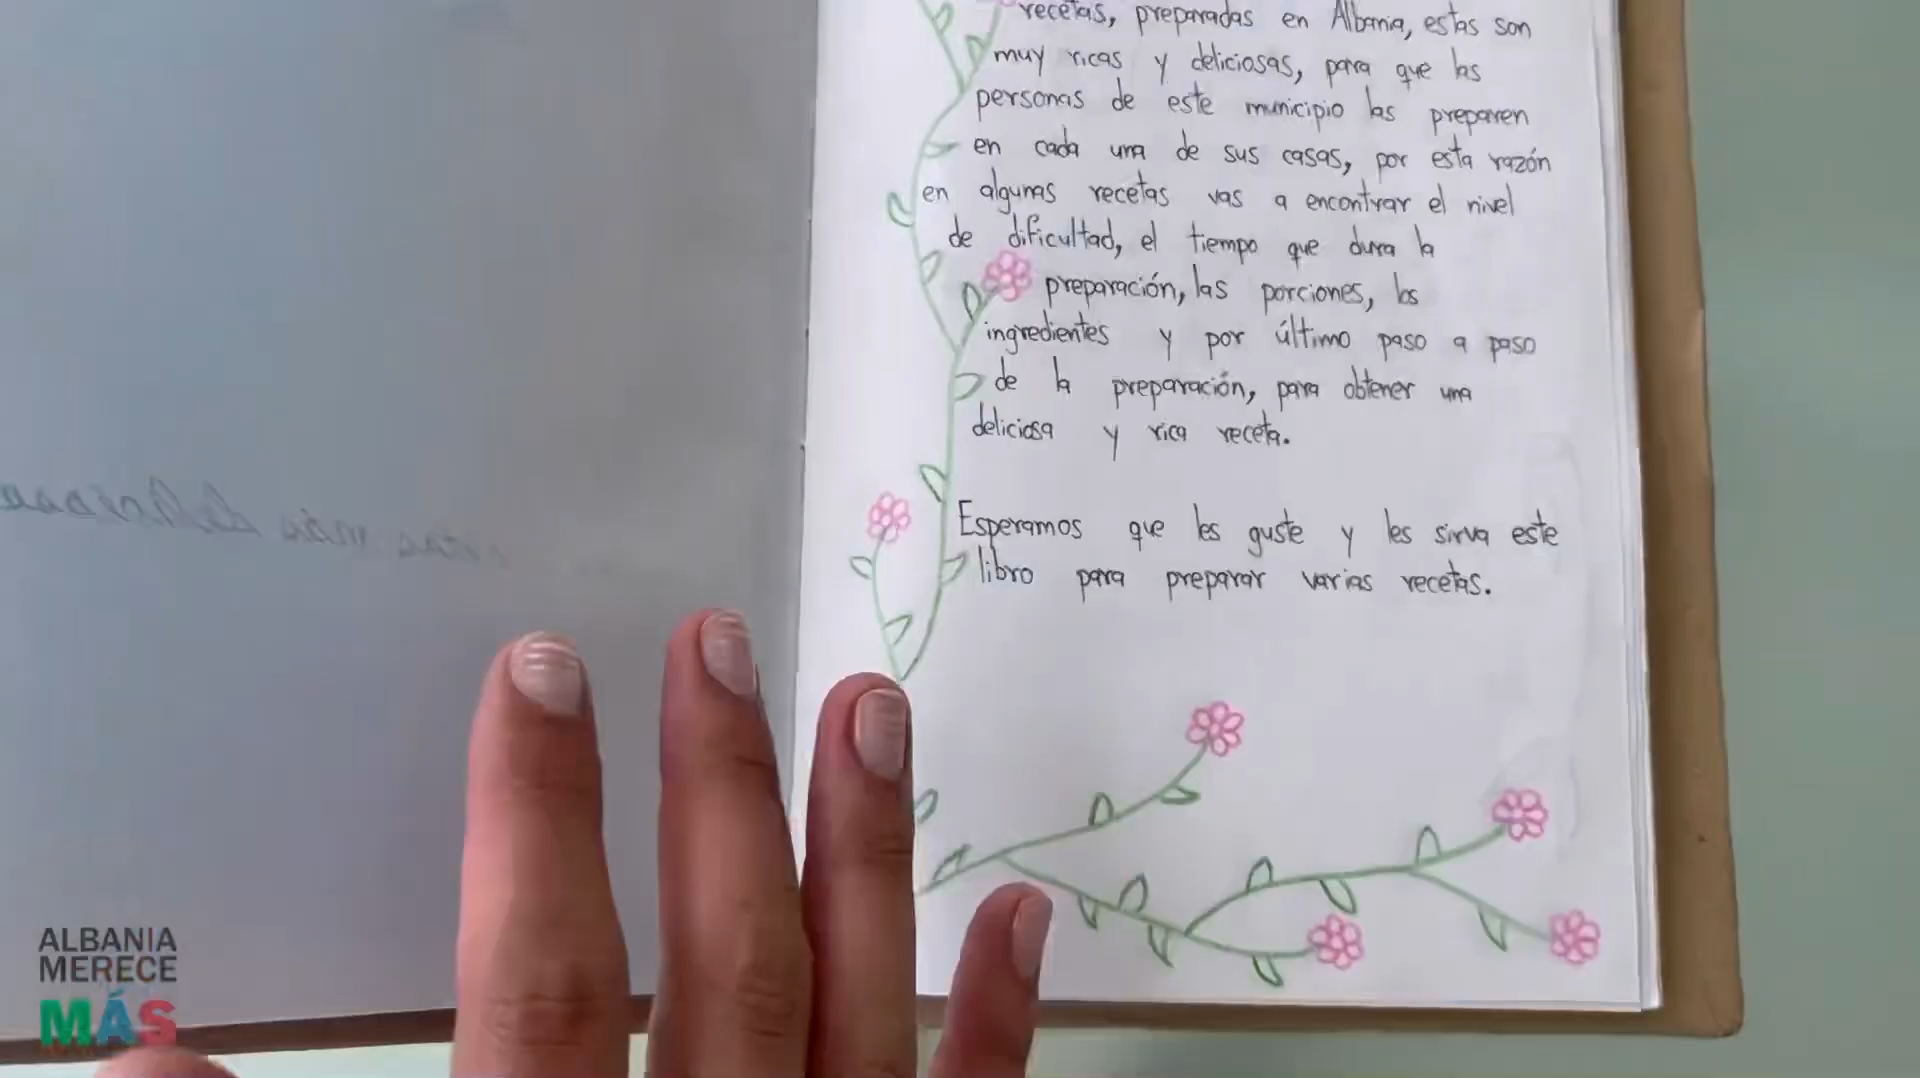 recetas, preparadas en Albania, estas son
muy ricas y deliciosas, para que las
personas de este municipio las preparen
en cada una de sus casas, por esta razón
en algunas recetas vas a encontrar el nivel
de dificultad, el tiempo que dura la
preparación, las porciones, los
ingredientes y por último paso a paso
de la preparación, para obtener una
deliciosa y rica receta.
Esperamos que les guste y les sirva este
libro para preparar varias recetas.
ALBANIA
MERECE
MÁS